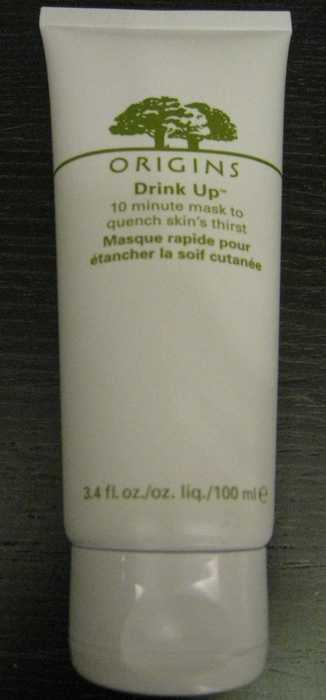 ORIGINS
Drink Up™
10 minute mask to
quench skin's thirst
Masque rapide pour
étancher la soif cutanée
3.4 fl. oz./oz. liq./100 ml ℮